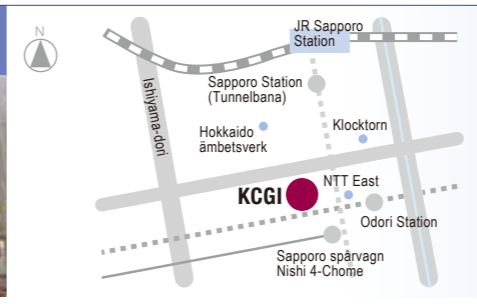 N
JR Sapporo
Station
Sapporo Station
(Tunnelbana)
Ishiyama-dori
Hokkaido
ämbetsverk
Klocktorn
KCGI
NTT East
Odori Station
Sapporo spårvagn
Nishi 4-Chome